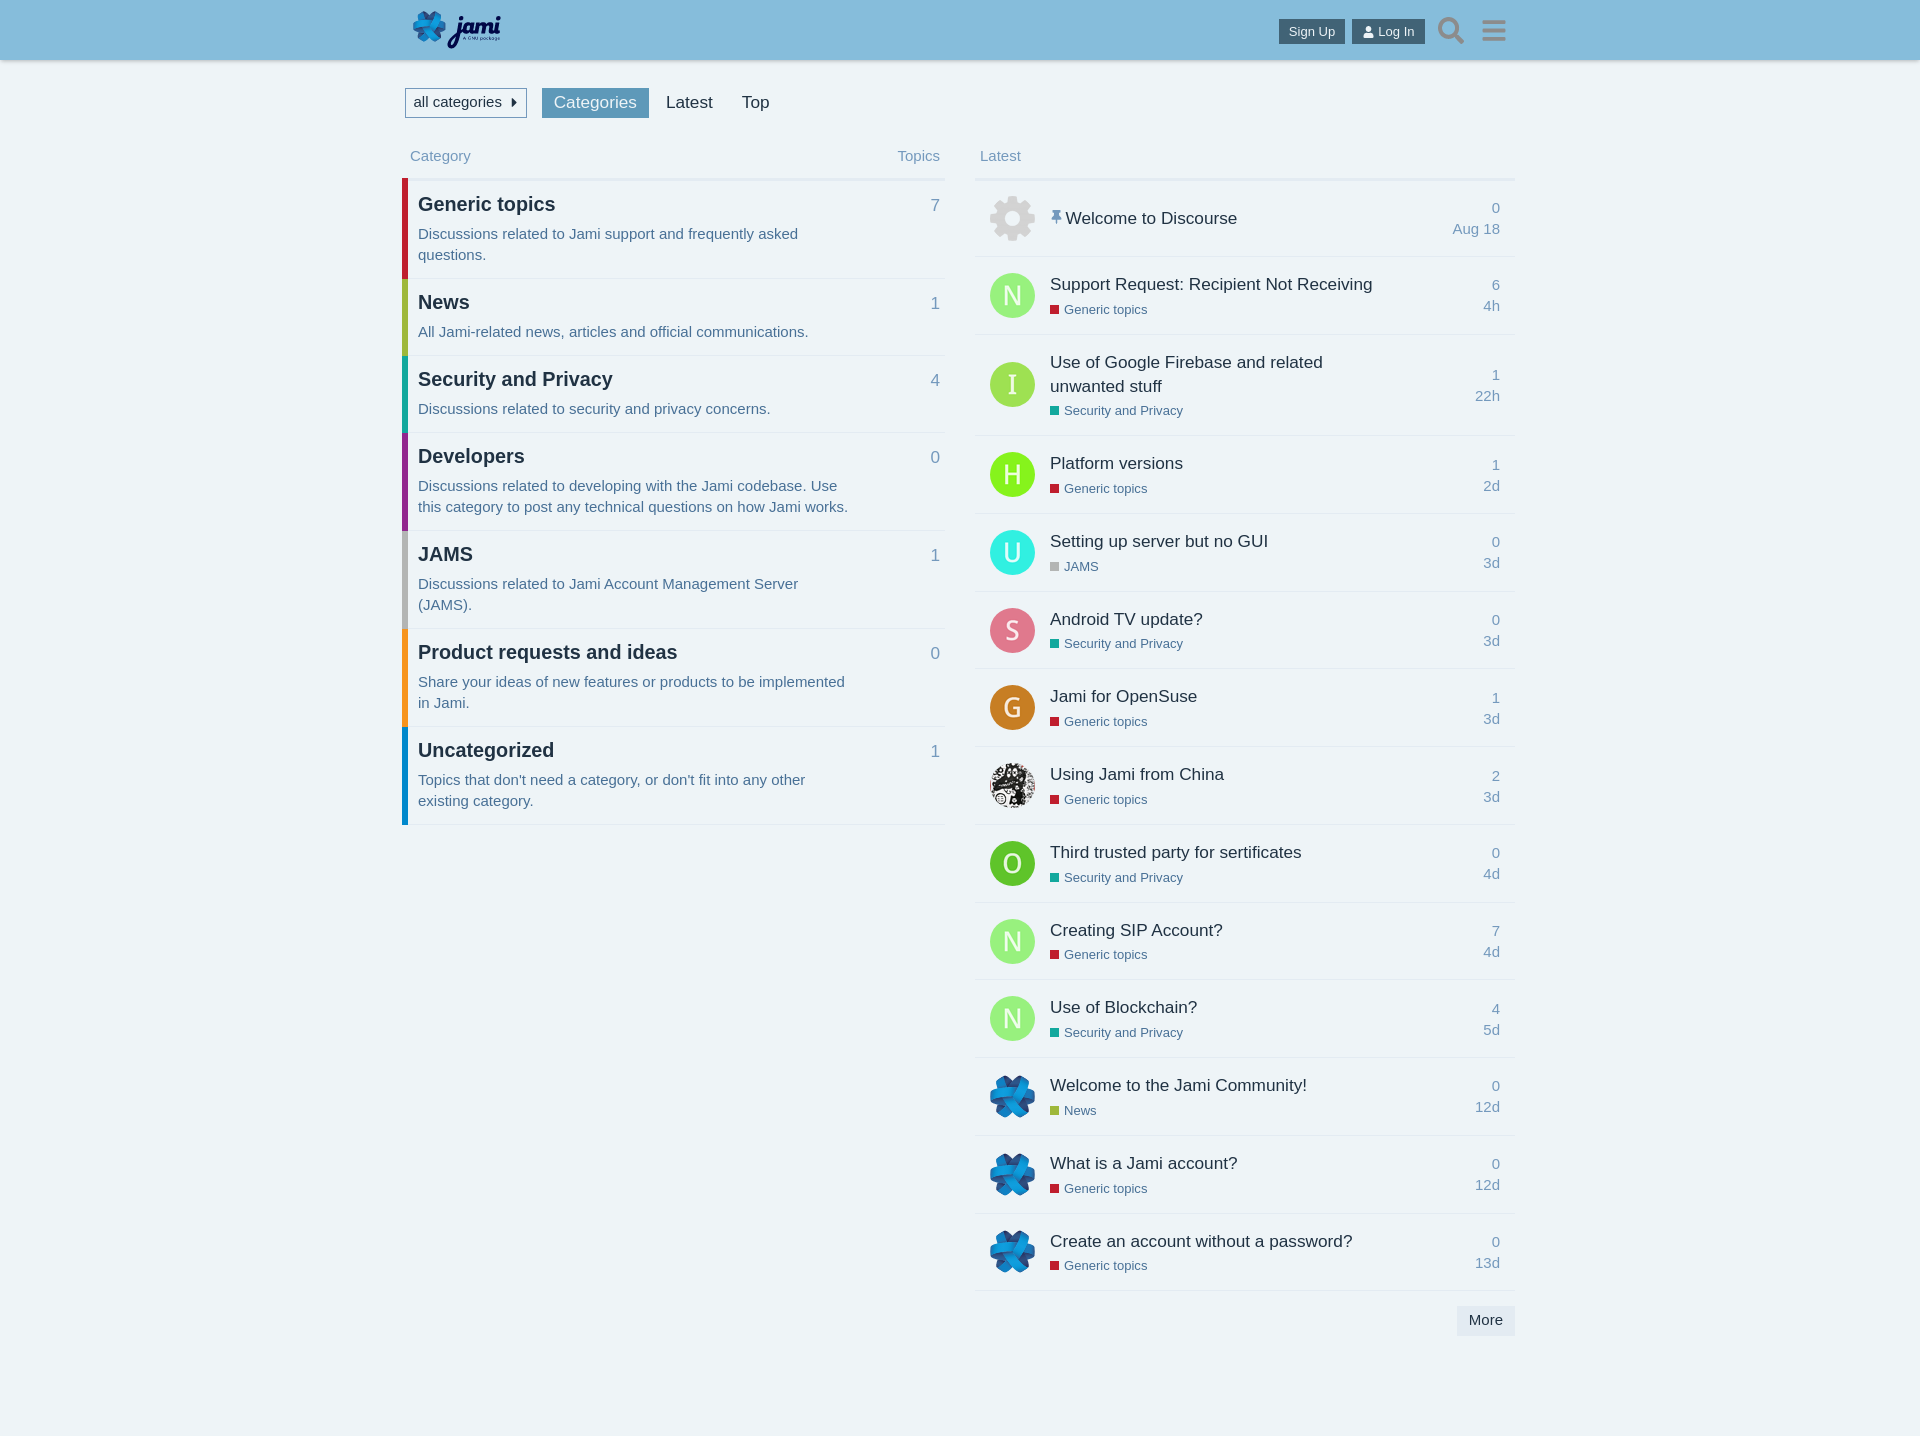 jami
A GNU package
Sign Up
Log In
all categories
Categories
Latest
Top
Category
Topics
Generic topics
7
Discussions related to Jami support and frequently asked
questions.
News
1
All Jami-related news, articles and official communications.
Security and Privacy
4
Discussions related to security and privacy concerns.
Developers
0
Discussions related to developing with the Jami codebase. Use
this category to post any technical questions on how Jami works.
JAMS
1
Discussions related to Jami Account Management Server
(JAMS).
Product requests and ideas
0
Share your ideas of new features or products to be implemented
in Jami.
Uncategorized
1
Topics that don't need a category, or don't fit into any other
existing category.
Latest
Welcome to Discourse
0
Aug 18
N
Support Request: Recipient Not Receiving
Generic topics
6
4h
I
Use of Google Firebase and related
unwanted stuff
Security and Privacy
1
22h
H
Platform versions
Generic topics
1
2d
U
Setting up server but no GUI
JAMS
0
3d
S
Android TV update?
Security and Privacy
0
3d
G
Jami for OpenSuse
Generic topics
1
3d
Using Jami from China
Generic topics
2
3d
O
Third trusted party for sertificates
Security and Privacy
0
4d
N
Creating SIP Account?
Generic topics
7
4d
N
Use of Blockchain?
Security and Privacy
4
5d
Welcome to the Jami Community!
News
0
12d
What is a Jami account?
Generic topics
0
12d
Create an account without a password?
Generic topics
0
13d
More